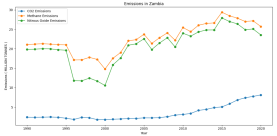 Emissions in Zambia
CO2 Emissions
Methane Emissions
Nitrous Oxide Emissions
Emissions ( MILLION TONNES )
30
25
20
15
10
5
1990
1995
2000
2005
2010
2015
2020
Year